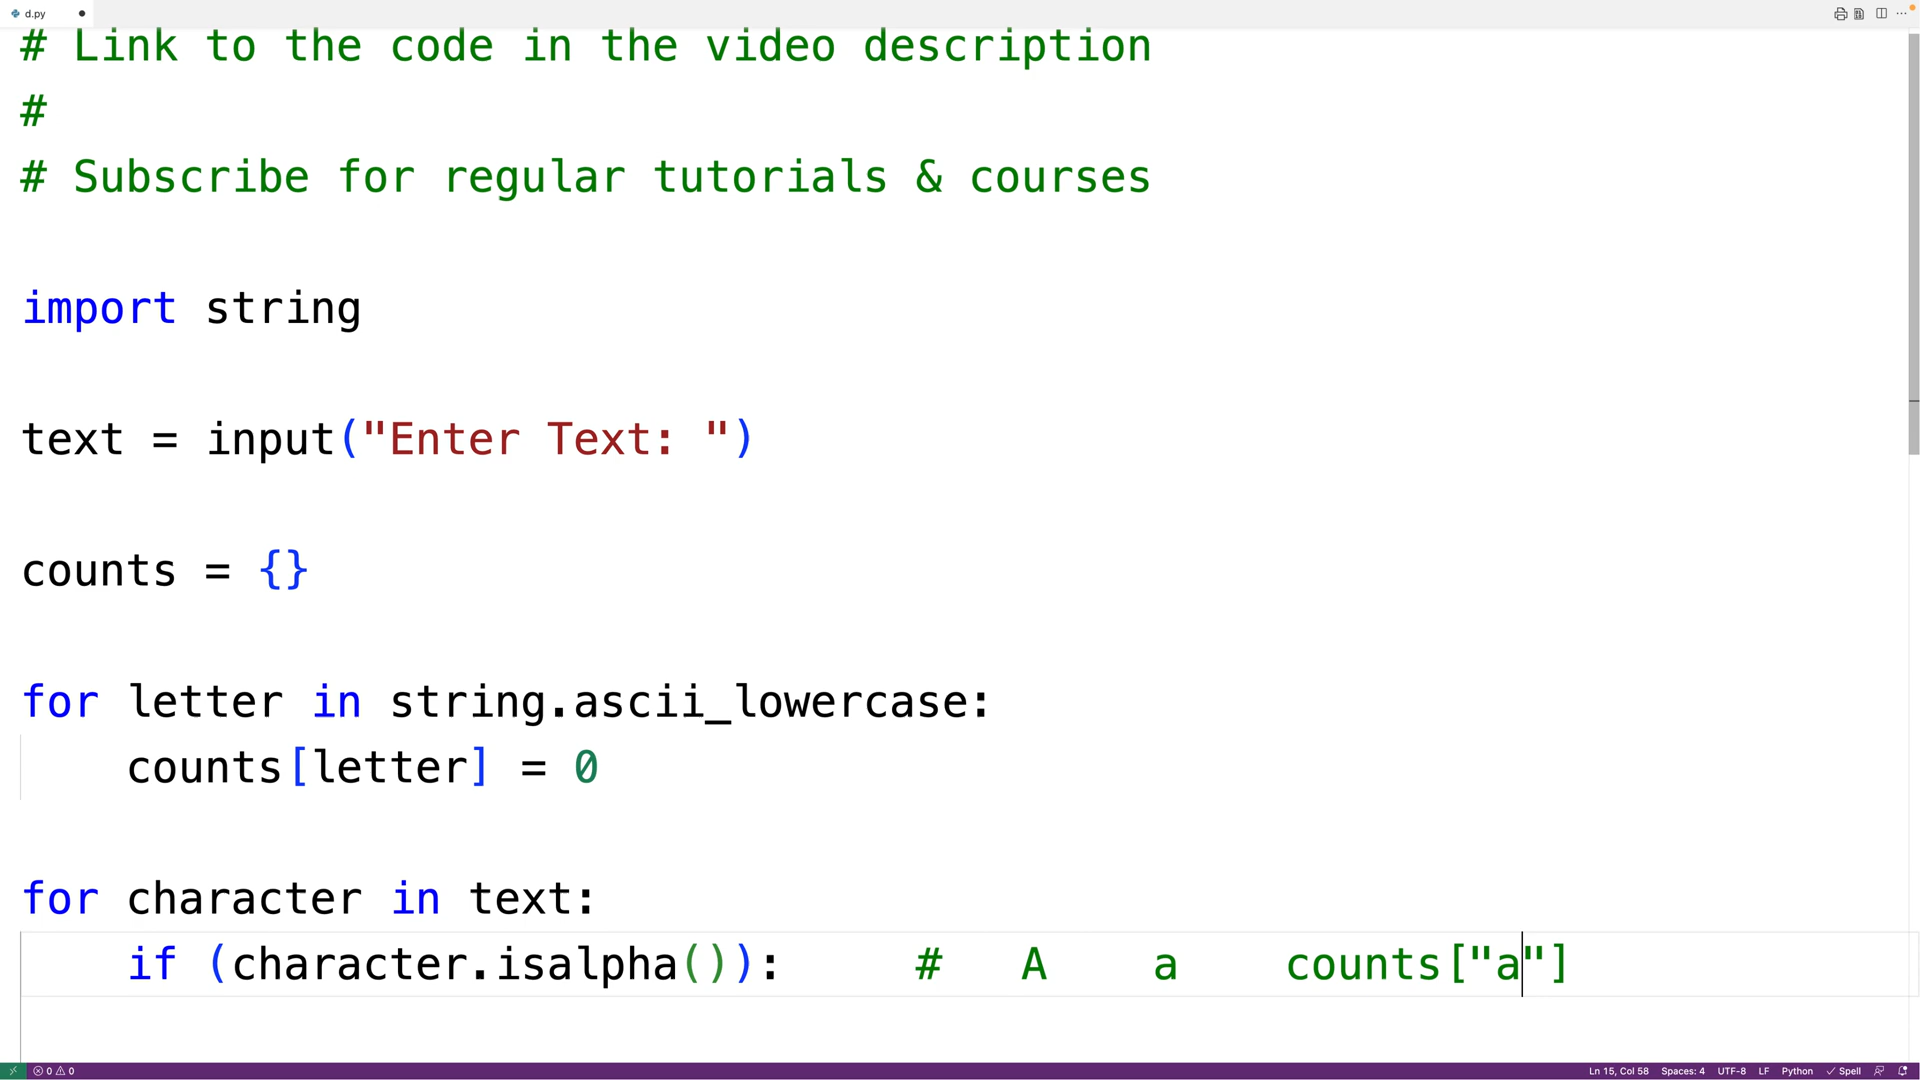 d.py
# Link to the code in the video description
#
# Subscribe for regular tutorials & courses
import string
text = input("Enter Text: ")
counts = {}
for letter in string.ascii_lowercase:
    counts[letter] = 0
for character in text:
    if (character.isalpha()):     #   A    a    counts["a"]
0 0 Ln 15, Col 58 Spaces: 4 UTF-8 LF Python Spell